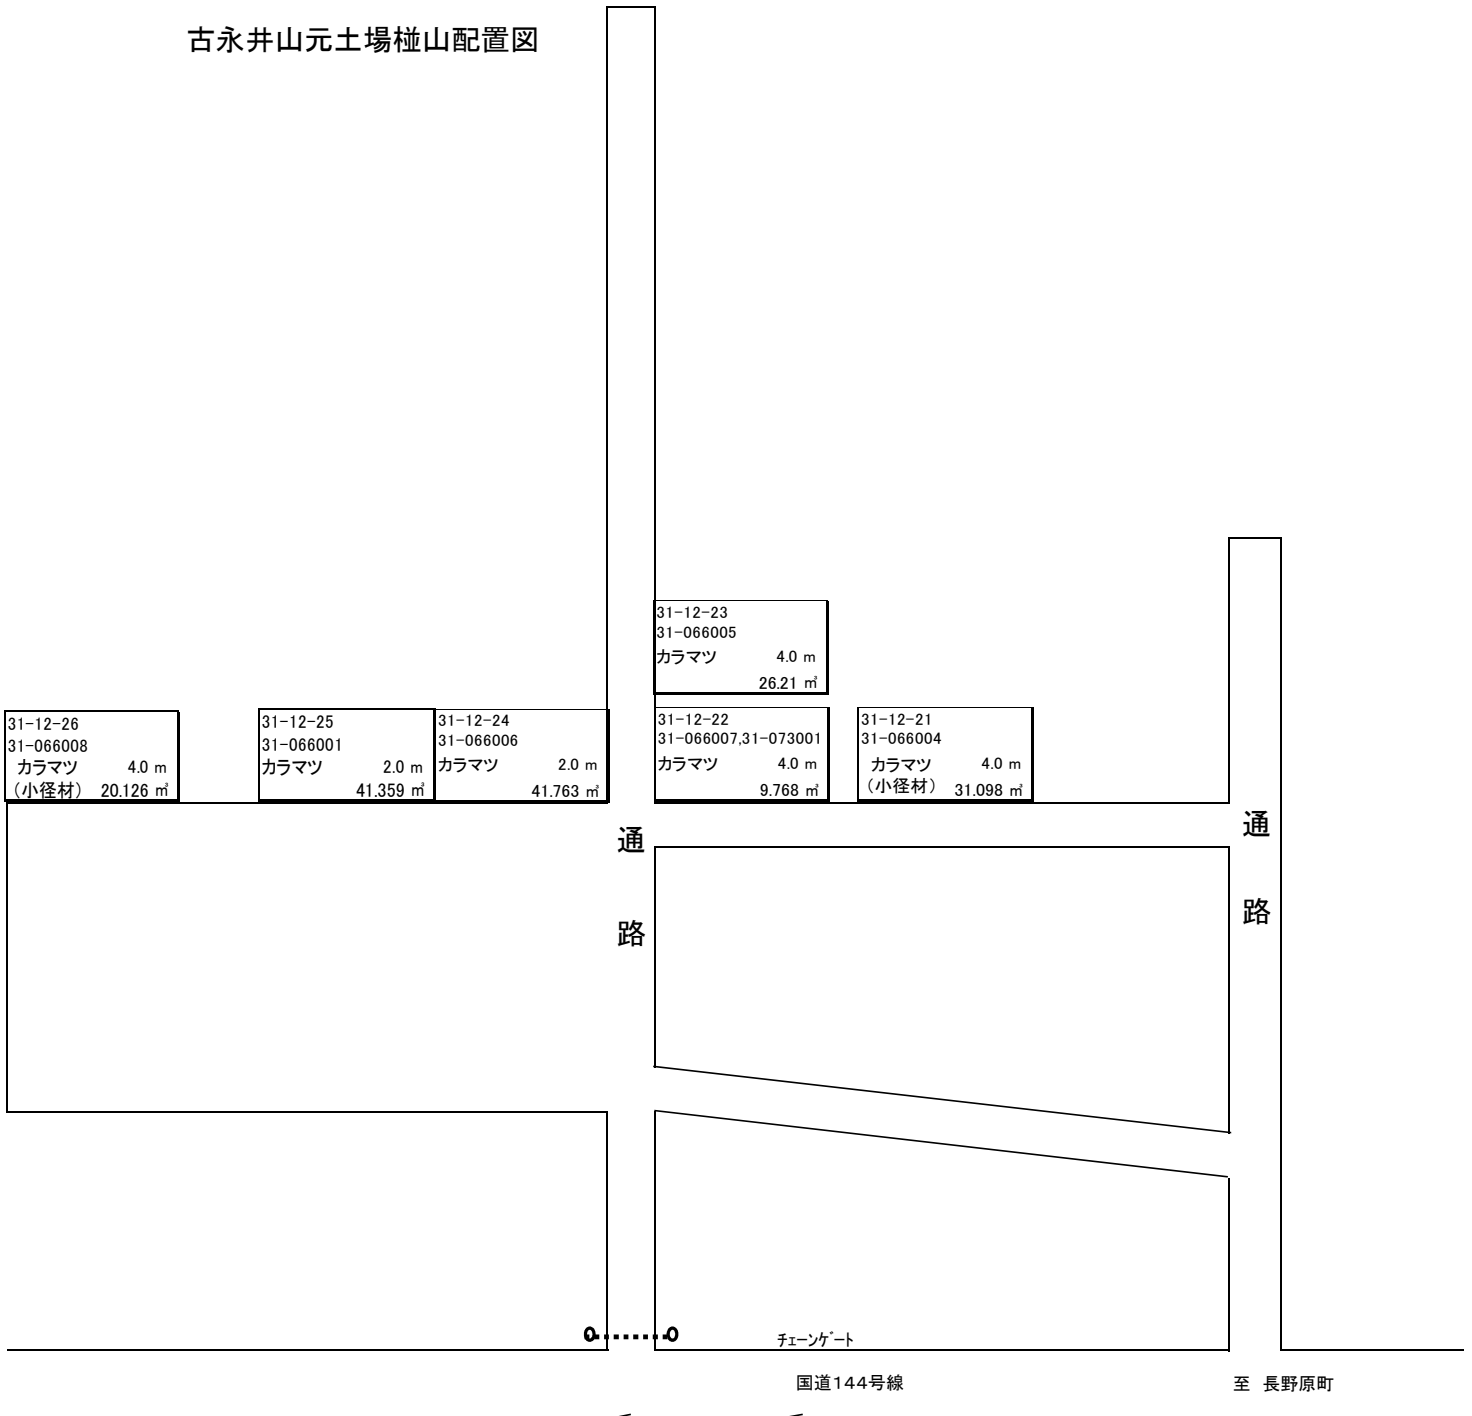 古永井山元土場椪山配置図
31-12-23
31-066005
カラマツ 4.0 m
26.21 ㎥
31-12-26
31-066008
カラマツ 4.0 m
（小径材） 20.126 ㎥
31-12-25
31-066001
カラマツ 2.0 m
41.359 ㎥
31-12-24
31-066006
カラマツ 2.0 m
41.763 ㎥
31-12-22
31-066007,31-073001
カラマツ 4.0 m
9.768 ㎥
31-12-21
31-066004
カラマツ 4.0 m
（小径材） 31.098 ㎥
通路
通路
ﾁｪｰﾝｹﾞｰﾄ
国道144号線
至 長野原町